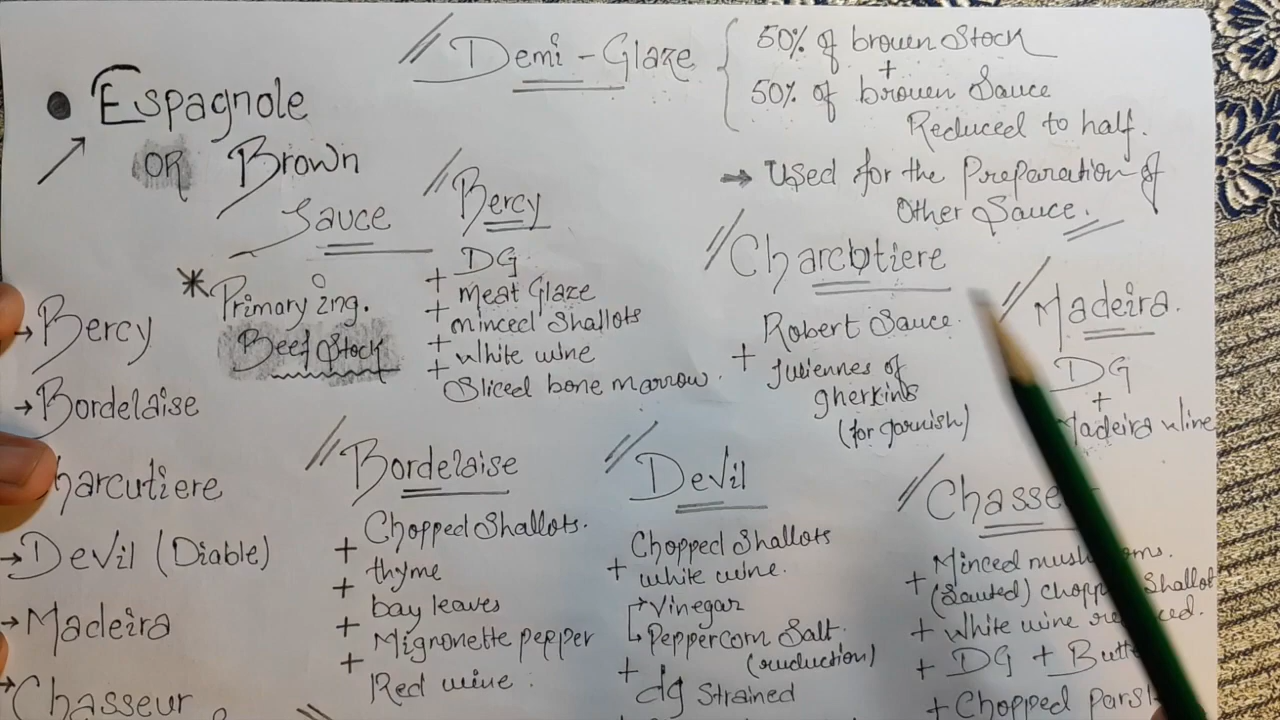 Demi-Glaze
50% of brown Stock
+
50% of brown Sauce
Reduced to half.
Used for the Preparation of
Other Sauce.
Espagnole
OR Brown
Sauce
* Primary ing.
Beef Stock
→ Bercy
→ Bordelaise
harcutiere
→ Devil (Diable)
→ Madeira
→ Chasseur
Bercy
DG
+ Meat Glaze
+ minced Shallots
+ White wine
+ Sliced bone marrow.
Charcutiere
Robert Sauce.
+ Juliennes of
gherkins
(for garnish)
Madeira.
DG
+
Madeira wine
Bordelaise
Chopped Shallots.
+ thyme
+ bay leaves
+ Mignonette pepper
+ Red wine.
Devil
Chopped Shallots
+ white wine.
Vinegar
Peppercorn Salt.
(reduction)
+ dg Strained
Chasse
Minced mush oms.
+ (Sauted) chopp Shallot
+ White wine re ced.
+ DG + Butt
+ Chopped parsl